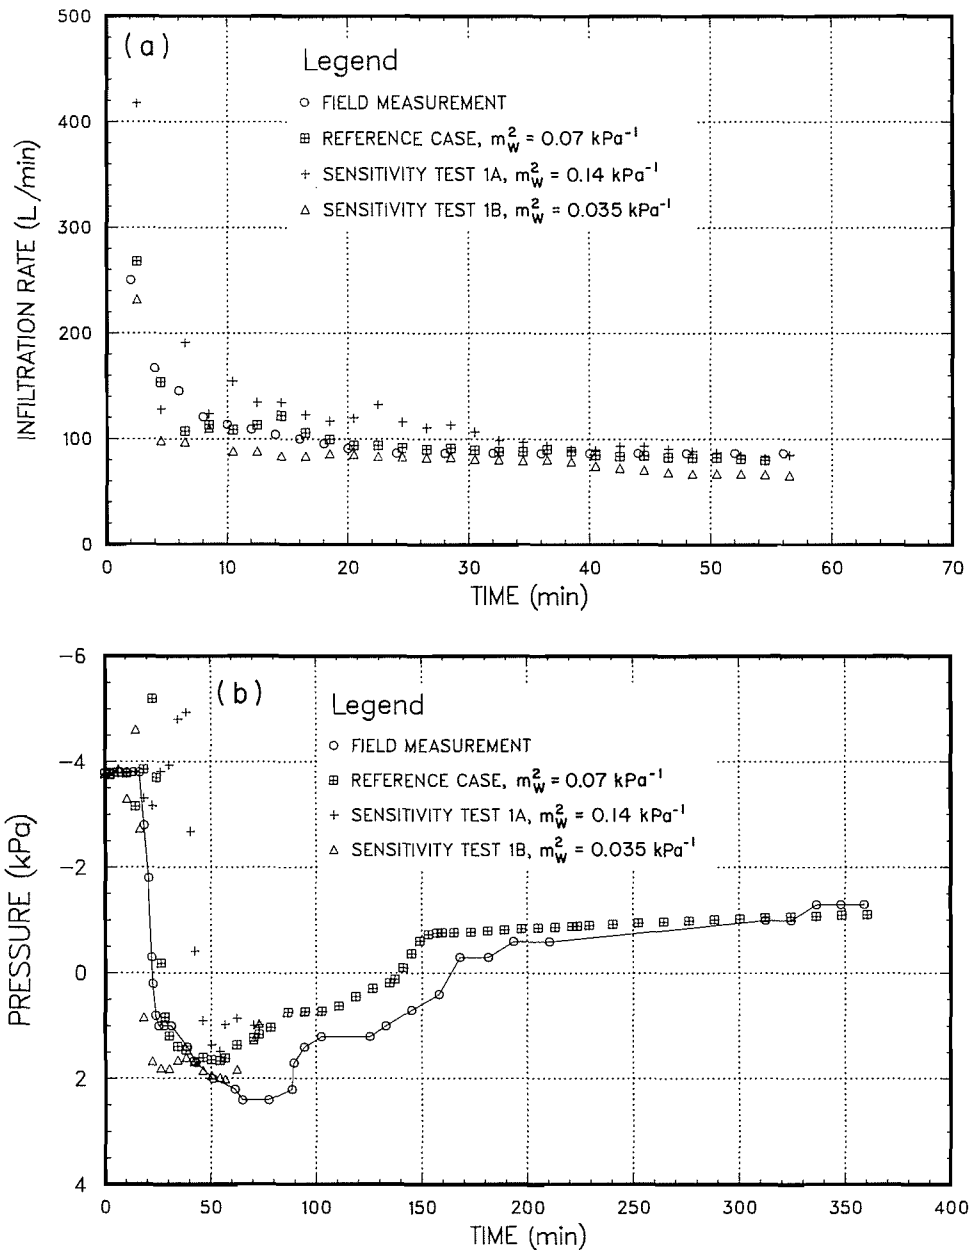 500
400
300
200
100
0
INFILTRATION RATE (L/min)
(a)
Legend
FIELD MEASUREMENT
REFERENCE CASE, m²w = 0.07 kPa⁻¹
SENSITIVITY TEST 1A, m²w = 0.14 kPa⁻¹
SENSITIVITY TEST 1B, m²w = 0.035 kPa⁻¹
0 10 20 30 40 50 60 70
TIME (min)
-6
-4
-2
0
2
4
PRESSURE (kPa)
(b)
Legend
FIELD MEASUREMENT
REFERENCE CASE, m²w = 0.07 kPa⁻¹
SENSITIVITY TEST 1A, m²w = 0.14 kPa⁻¹
SENSITIVITY TEST 1B, m²w = 0.035 kPa⁻¹
0 50 100 150 200 250 300 350 400
TIME (min)